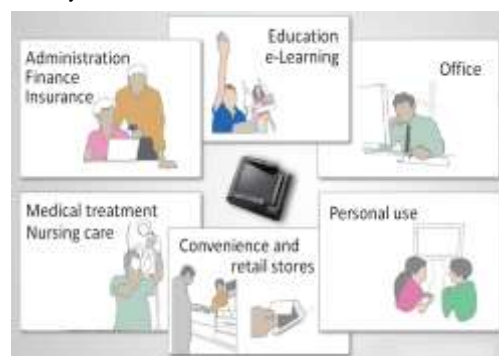 Administration
Finance
Insurance
Education
e-Learning
Office
Medical treatment
Nursing care
Convenience and
retail stores
Personal use